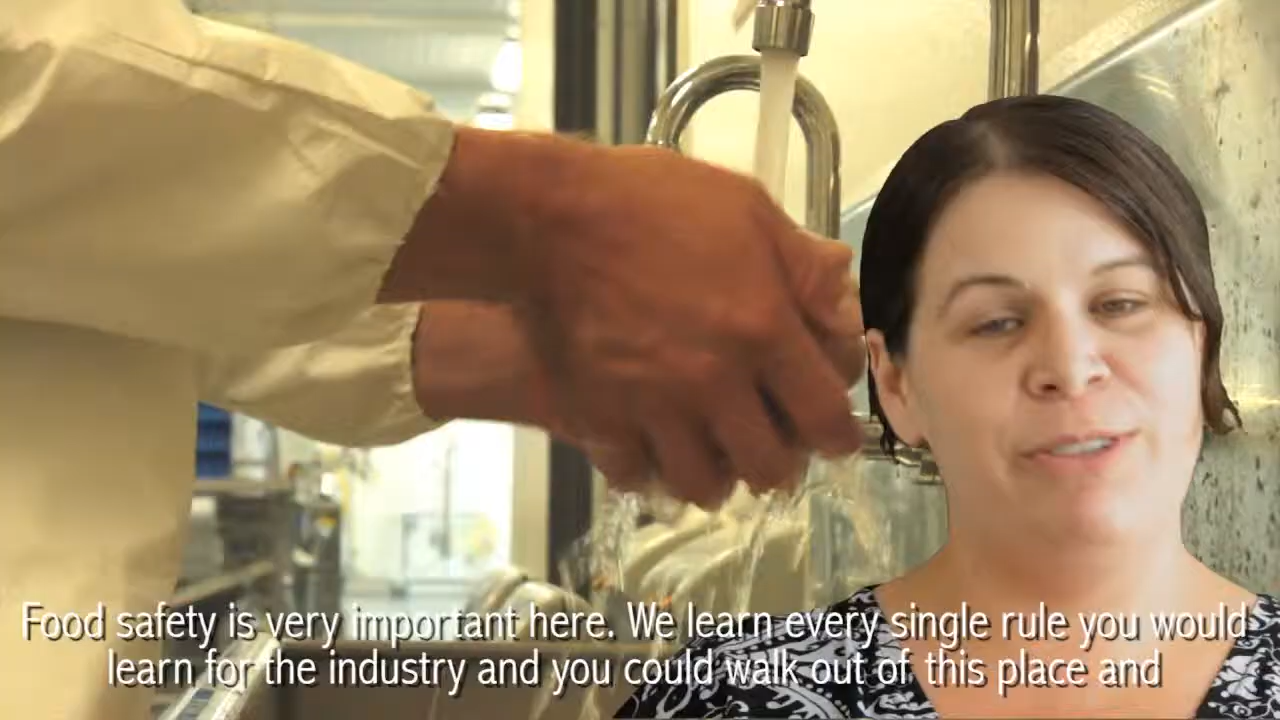 Food safety is very important here. We learn every single rule you would
learn for the industry and you could walk out of this place and